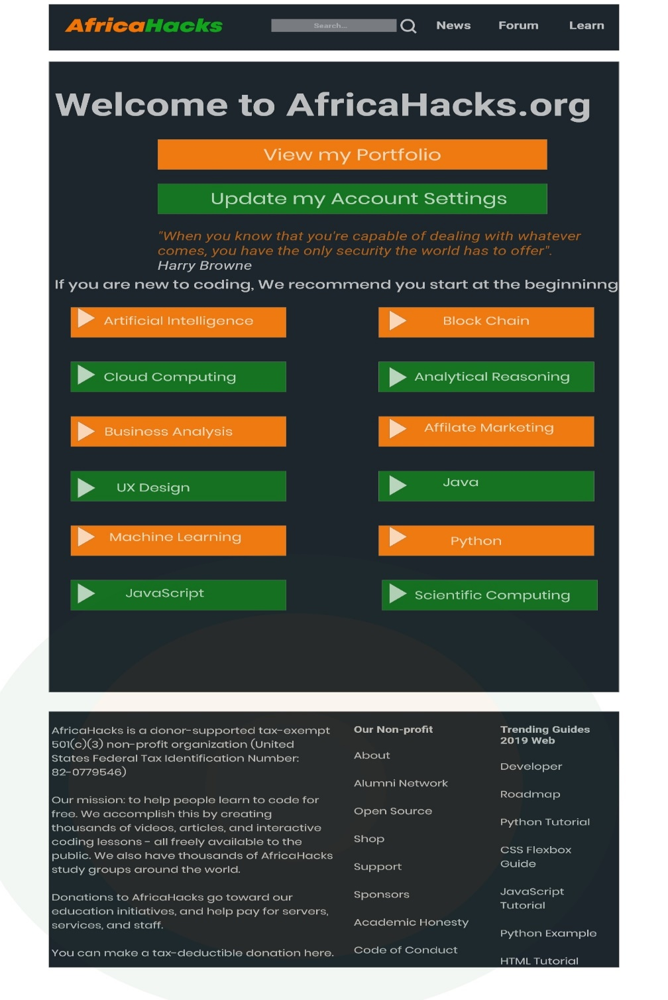 AfricaHacks
Search...
News
Forum
Learn
Welcome to AfricaHacks.org
View my Portfolio
Update my Account Settings
"When you know that you're capable of dealing with whatever
comes, you have the only security the world has to offer".
Harry Browne
If you are new to coding, We recommend you start at the beginninng
Artificial Intelligence
Block Chain
Cloud Computing
Analytical Reasoning
Business Analysis
Affilate Marketing
UX Design
Java
Machine Learning
Python
JavaScript
Scientific Computing
AfricaHacks is a donor-supported tax-exempt
501(c)(3) non-profit organization (United
States Federal Tax Identification Number:
82-0779546)
Our mission: to help people learn to code for
free. We accomplish this by creating
thousands of videos, articles, and interactive
coding lessons - all freely available to the
public. We also have thousands of AfricaHacks
study groups around the world.
Donations to AfricaHacks go toward our
education initiatives, and help pay for servers,
services, and staff.
You can make a tax-deductible donation here.
Our Non-profit
About
Alumni Network
Open Source
Shop
Support
Sponsors
Academic Honesty
Code of Conduct
Trending Guides
2019 Web
Developer
Roadmap
Python Tutorial
CSS Flexbox
Guide
JavaScript
Tutorial
Python Example
HTML Tutorial